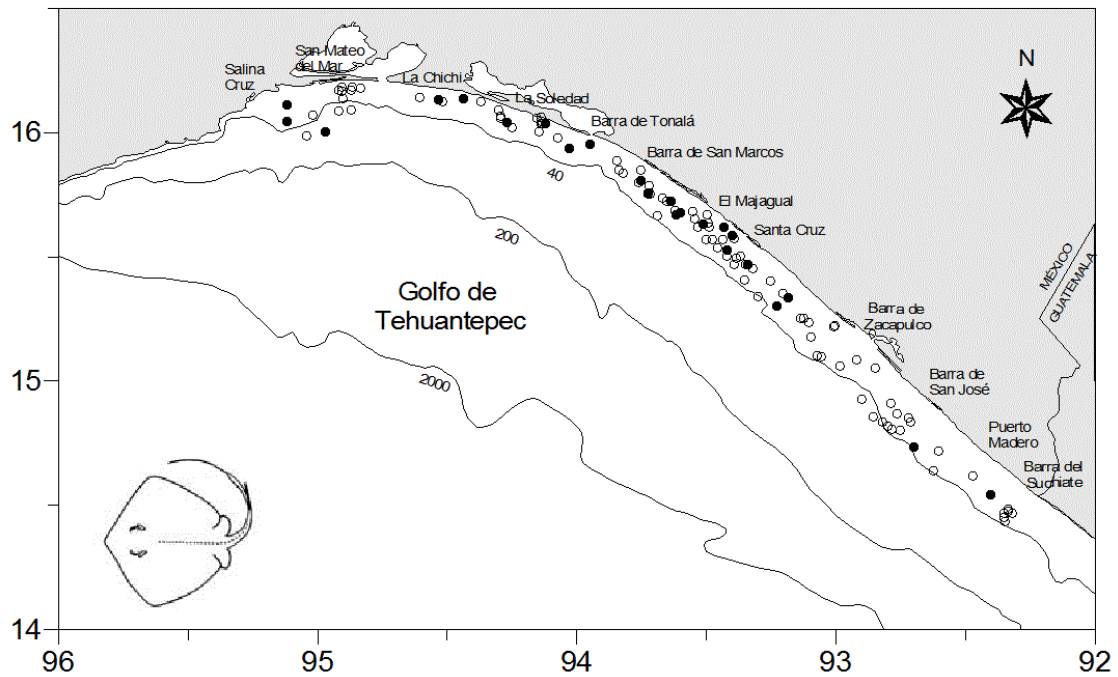 San Mateo
del Mar
Salina
Cruz
La Chichi
La Soledad
N
16
Barra de Tonalá
Barra de San Marcos
40
El Majagual
Santa Cruz
200
MÉXICO
GUATEMALA
Golfo de
Tehuantepec
Barra de
Zacapulco
15
2000
Barra de
San José
Puerto
Madero
Barra del
Suchiate
14
96
95
94
93
92